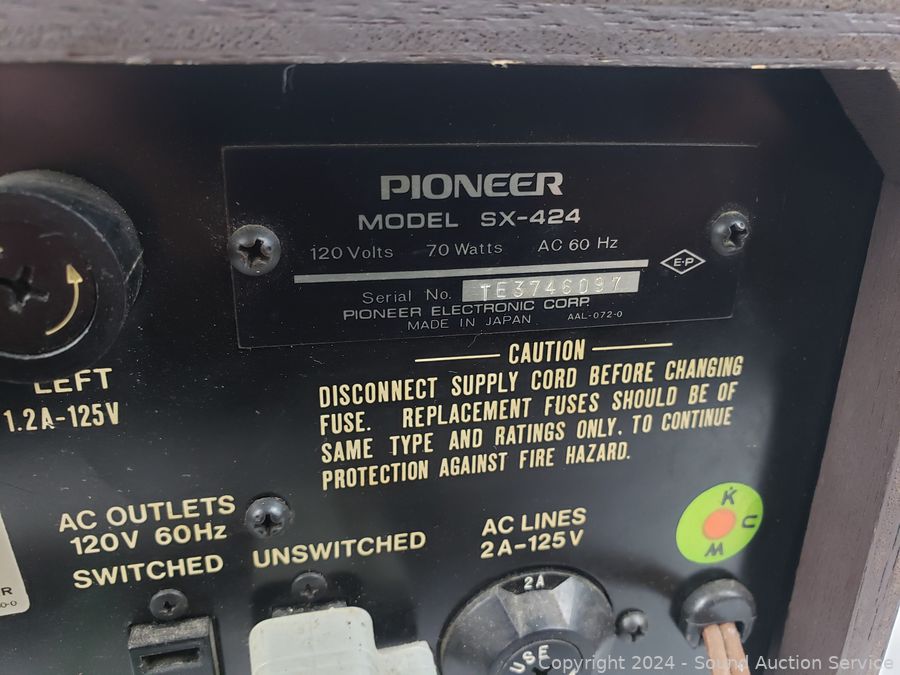 PIONEER
MODEL SX-424
120 Volts 70 Watts AC 60 Hz
E-P
Serial No. TE3746097
PIONEER ELECTRONIC CORP.
MADE IN JAPAN AAL-072-0
CAUTION
DISCONNECT SUPPLY CORD BEFORE CHANGING
FUSE. REPLACEMENT FUSES SHOULD BE OF
SAME TYPE AND RATINGS ONLY. TO CONTINUE
PROTECTION AGAINST FIRE HAZARD.
LEFT
1.2A-125V
AC OUTLETS
120V 60Hz
SWITCHED
UNSWITCHED
AC LINES
2A-125V
K
U
W
2A
FUSE
R
Copyright © 2024 - Sound Auction Service